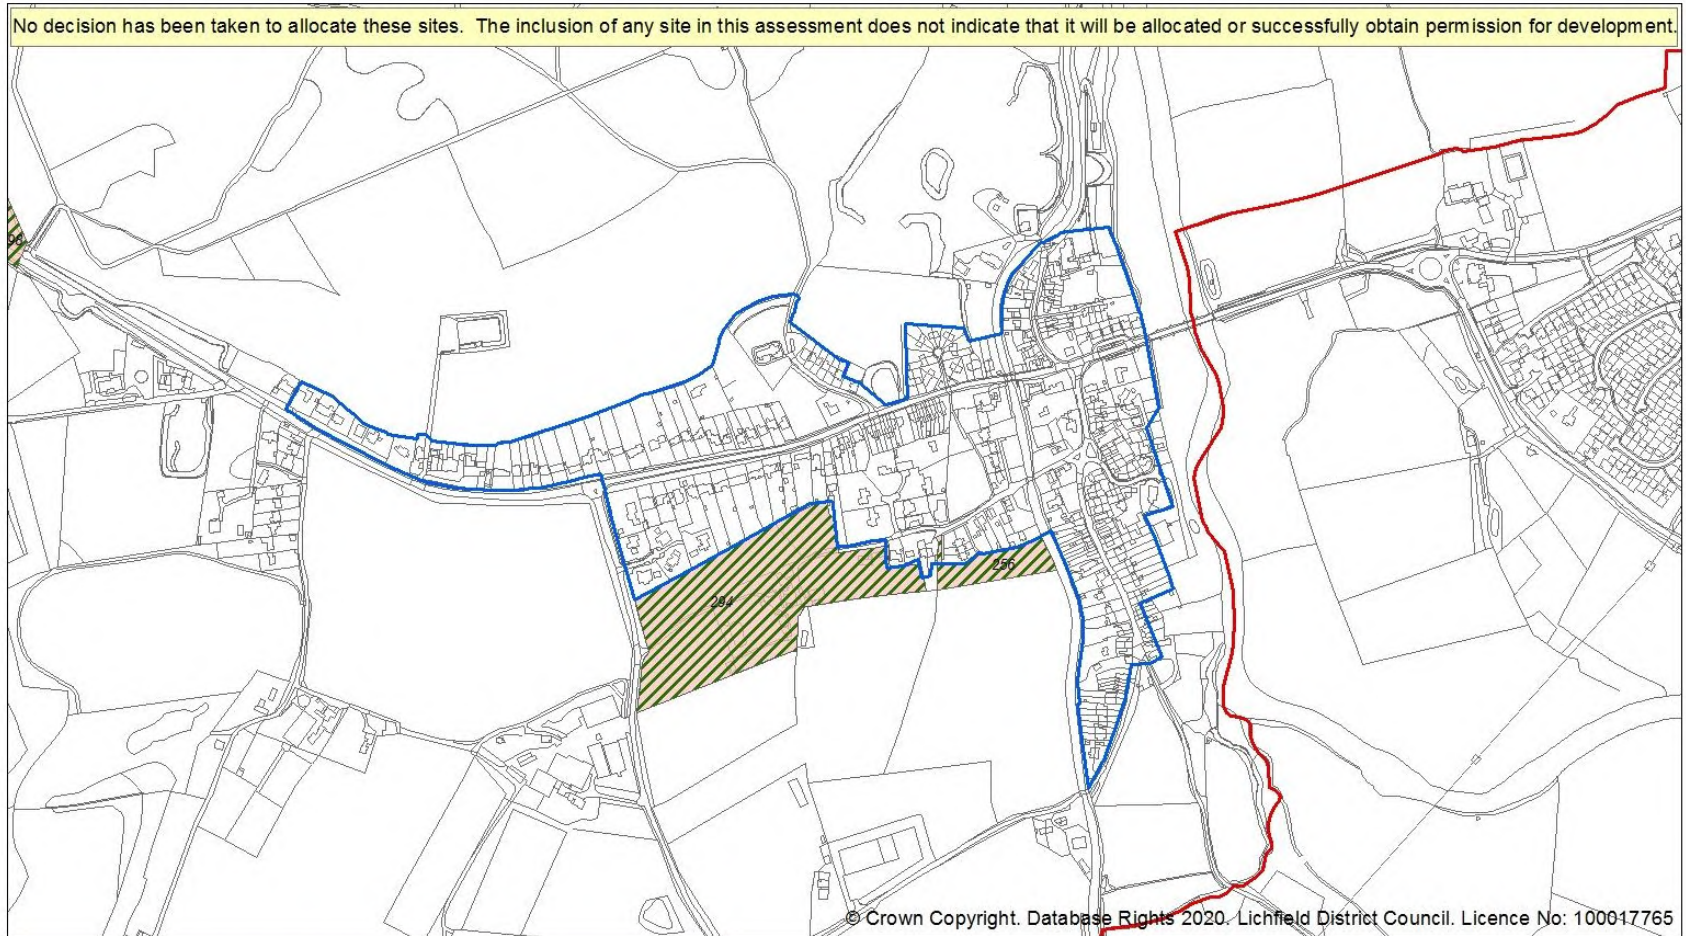 No decision has been taken to allocate these sites. The inclusion of any site in this assessment does not indicate that it will be allocated or successfully obtain permission for development.
294
256
© Crown Copyright. Database Rights 2020. Lichfield District Council. Licence No: 100017765